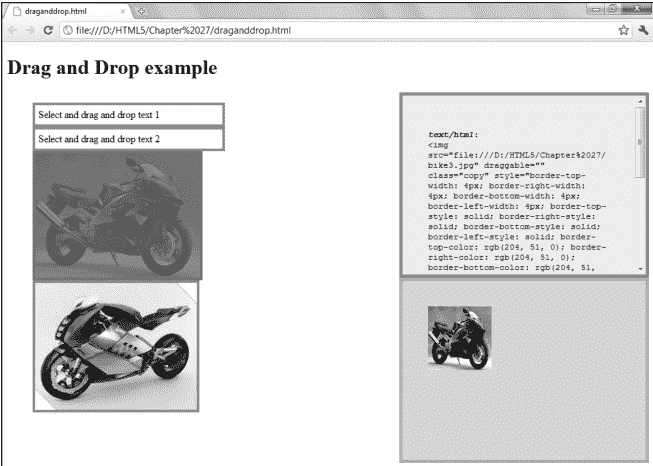 draganddrop.html
file:///D:/HTML5/Chapter%2027/draganddrop.html
Drag and Drop example
Select and drag and drop text 1
Select and drag and drop text 2
text/html:
<img
src="file:///D:/HTML5/Chapter%2027/
bike3.jpg" draggable=""
class="copy" style="border-top-
width: 4px; border-right-width:
4px; border-bottom-width: 4px;
border-left-width: 4px; border-top-
style: solid; border-right-style:
solid; border-bottom-style: solid;
border-left-style: solid; border-
top-color: rgb(204, 51, 0); border-
right-color: rgb(204, 51, 0);
border-bottom-color: rgb(204, 51,